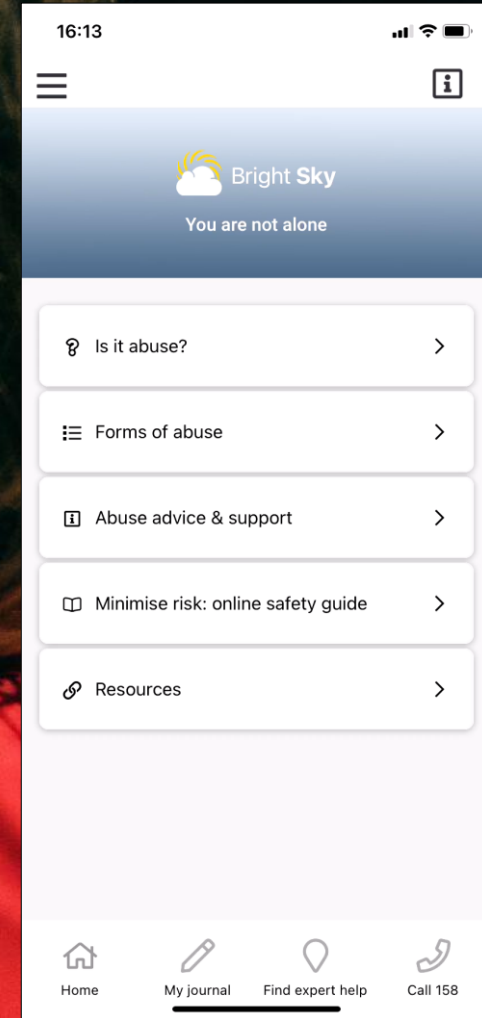 16:13
Bright Sky
You are not alone
Is it abuse?
Forms of abuse
Abuse advice & support
Minimise risk: online safety guide
Resources
Home
My journal
Find expert help
Call 158